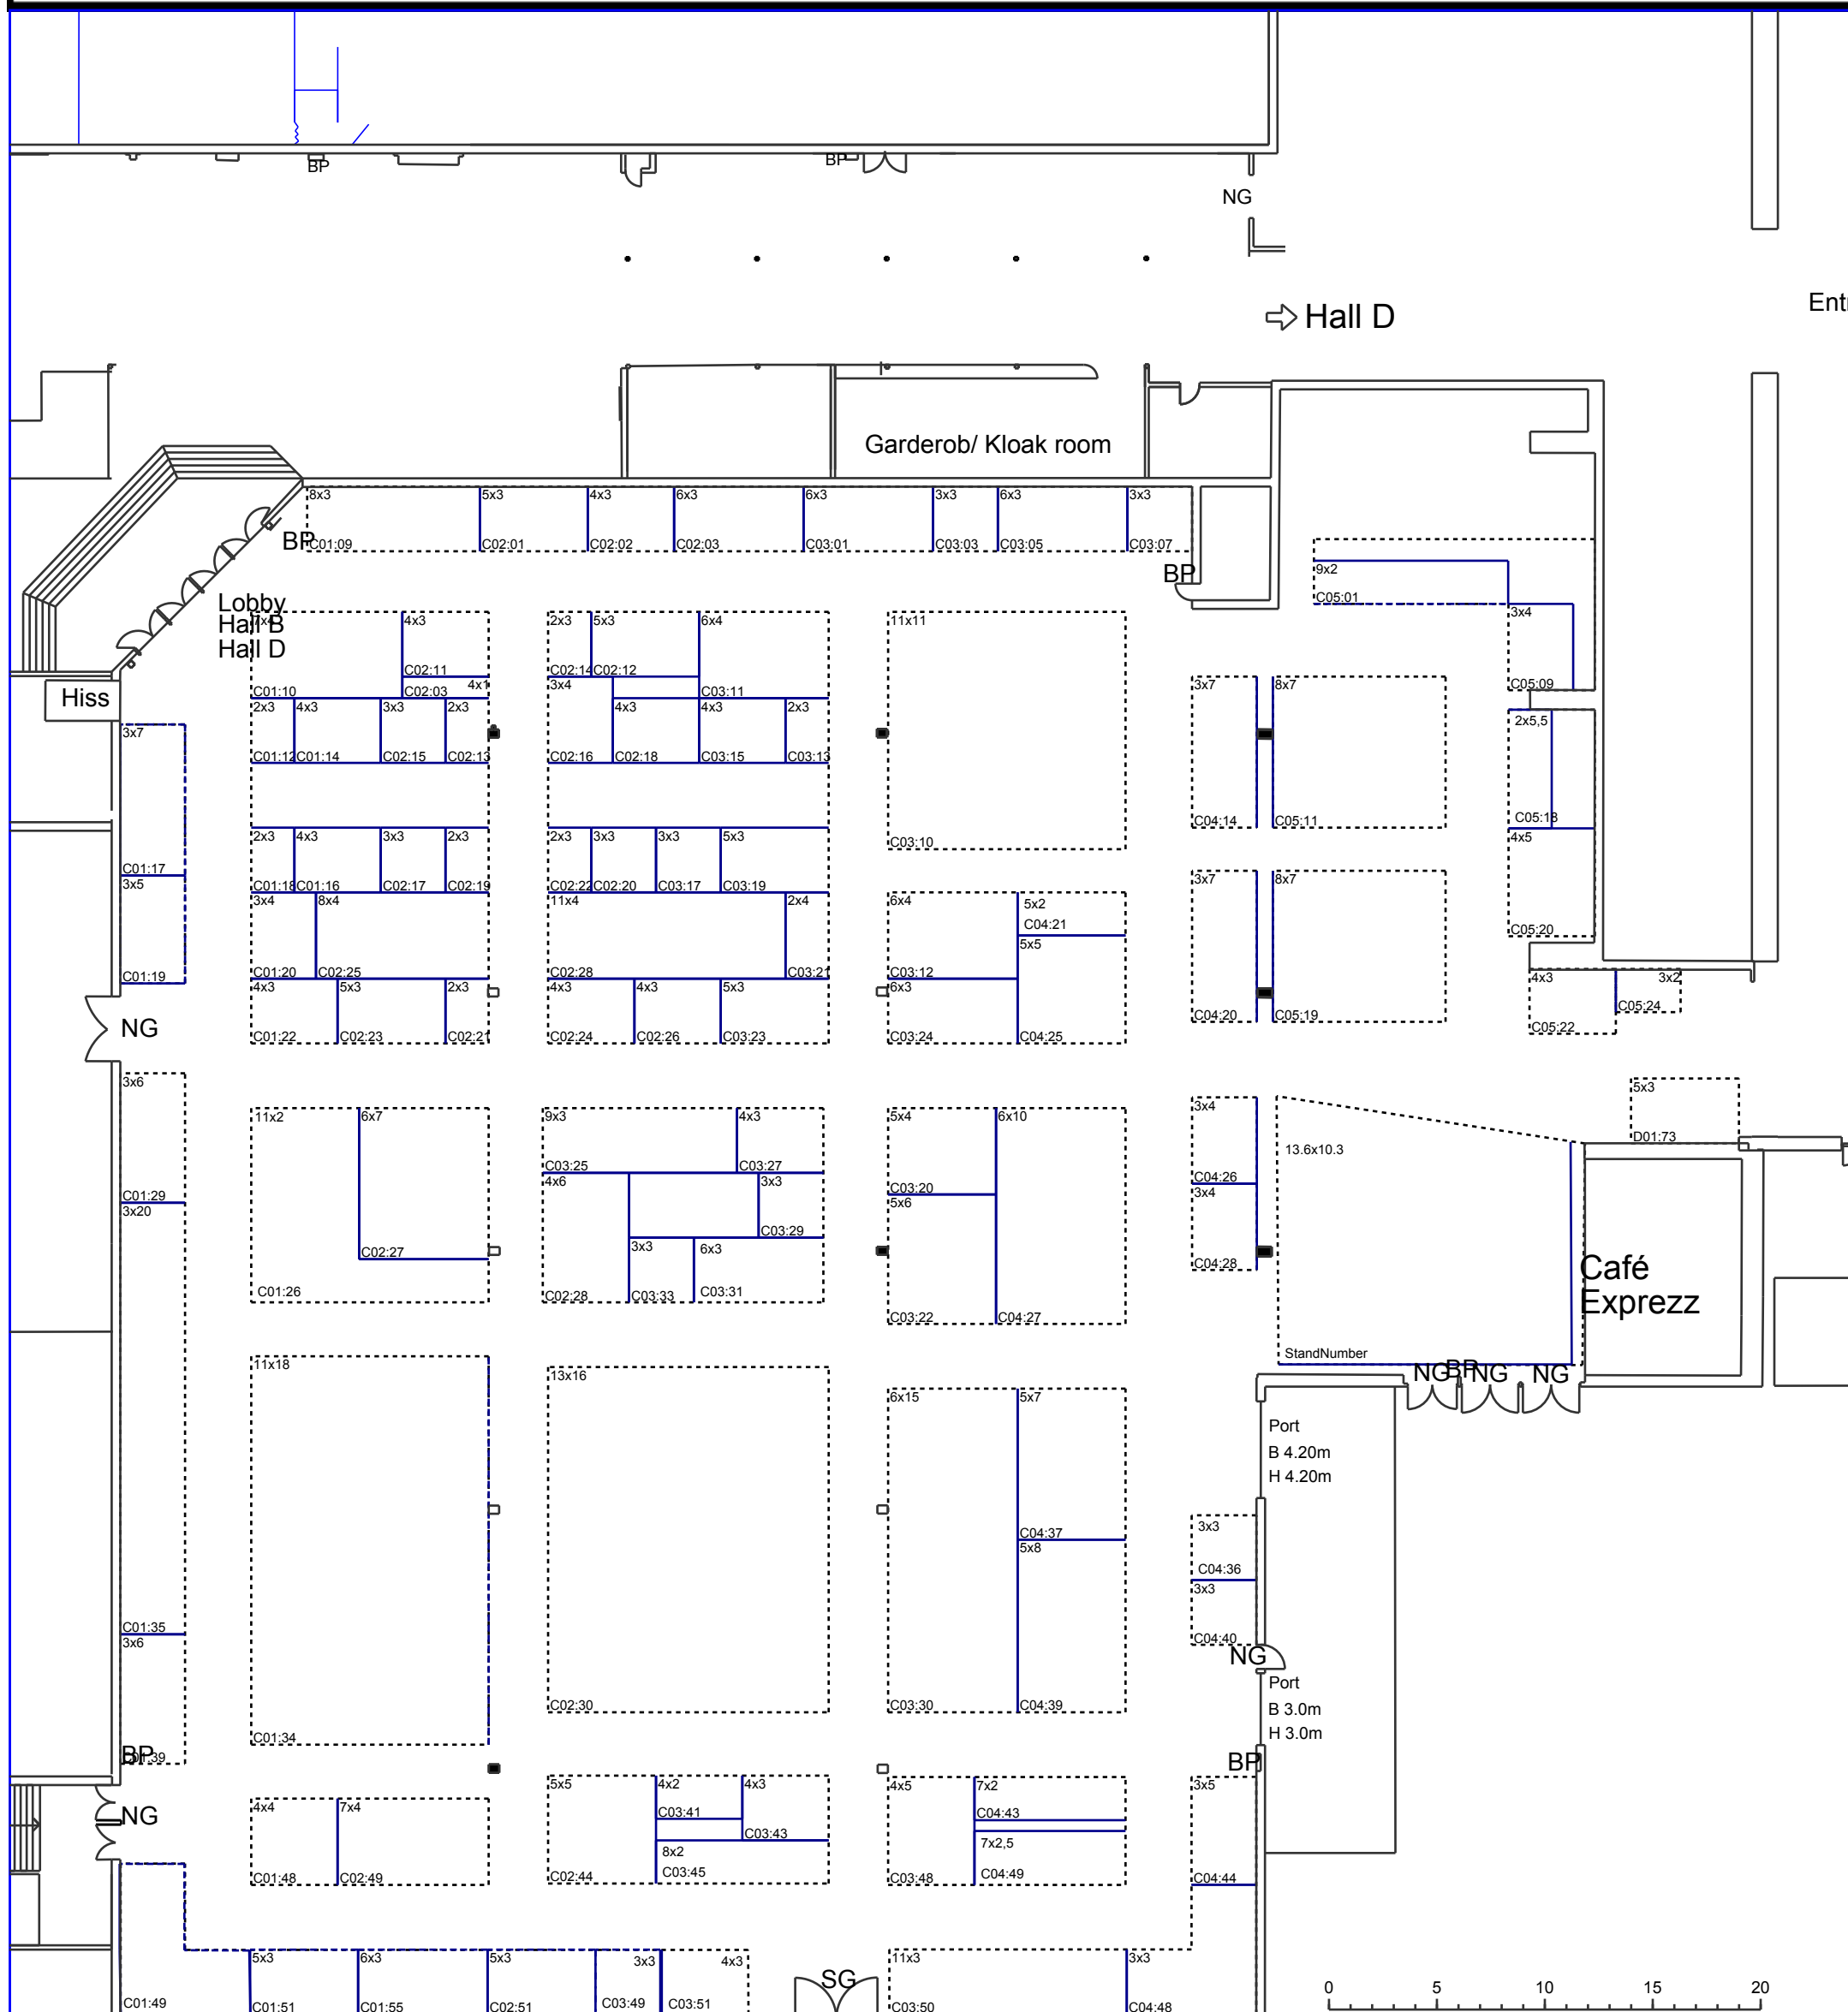 BP
BP
NG
Hall D
Garderob/ Kloak room
8x3
5x3
4x3
6x3
6x3
3x3
6x3
3x3
BP
C01:09
C02:01
C02:02
C02:03
C03:01
C03:03
C03:05
C03:07
BP
9x2
C05:01
3x4
C05:09
Lobby
Hall B
Hall D
7x4
4x3
C02:11
C01:10
C02:03
4x1
2x3
5x3
6x4
C02:14
C02:12
3x4
C03:11
11x11
C03:10
Hiss
2x3
4x3
3x3
2x3
C01:12
C01:14
C02:15
C02:13
4x3
4x3
2x3
C02:16
C02:18
C03:15
C03:13
3x7
C04:14
8x7
C05:11
2x5,5
C05:18
4x5
C05:20
3x7
C01:17
3x5
C01:19
2x3
4x3
3x3
2x3
C01:18
C01:16
C02:17
C02:19
2x3
3x3
3x3
5x3
C02:22
C02:20
C03:17
C03:19
3x4
8x4
C01:20
C02:25
11x4
2x4
C02:28
C03:21
6x4
C03:12
5x2
C04:21
5x5
6x3
C03:24
C04:25
3x7
C04:20
8x7
C05:19
4x3
C05:22
3x2
C05:24
4x3
5x3
2x3
C01:22
C02:23
C02:21
4x3
4x3
5x3
C02:24
C02:26
C03:23
NG
3x6
C01:29
3x20
C01:35
3x6
C01:39
BP
NG
11x2
6x7
C02:27
C01:26
9x3
4x3
C03:25
C03:27
4x6
3x3
C03:29
3x3
6x3
C02:28
C03:33
C03:31
5x4
6x10
C03:20
5x6
C03:22
C04:27
3x4
C04:26
3x4
C04:28
13.6x10.3
StandNumber
5x3
D01:73
Café
Exprezz
NG
BP
NG
NG
11x18
C01:34
13x16
C02:30
6x15
5x7
C04:37
5x8
C03:30
C04:39
Port
B 4.20m
H 4.20m
3x3
C04:36
3x3
C04:40
NG
Port
B 3.0m
H 3.0m
BP
4x4
7x4
C01:48
C02:49
5x5
4x2
4x3
C03:41
C03:43
8x2
C02:44
C03:45
4x5
7x2
C04:43
7x2,5
C03:48
C04:49
3x5
C04:44
C01:49
5x3
C01:51
6x3
C01:55
5x3
C02:51
3x3
C03:49
4x3
C03:51
SG
11x3
C03:50
3x3
C04:48
0 5 10 15 20